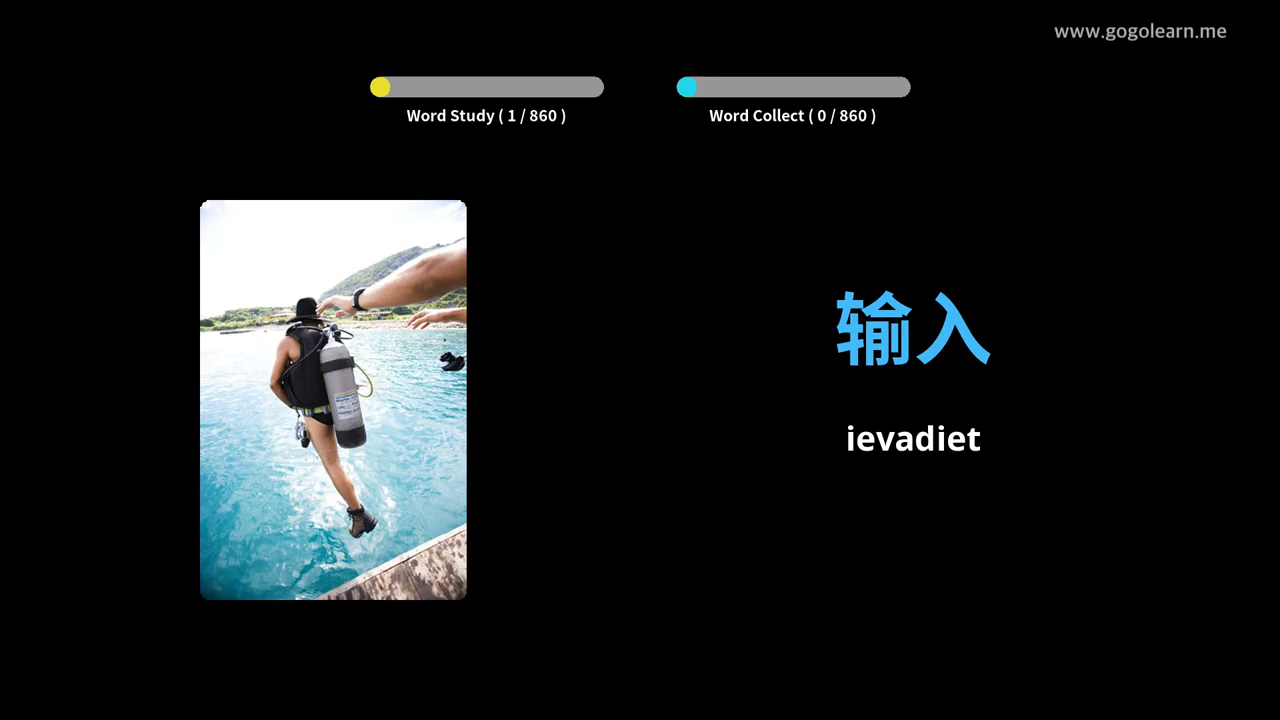 www.gogolearn.me
Word Study ( 1 / 860 )
Word Collect ( 0 / 860 )
输入
ievadiet